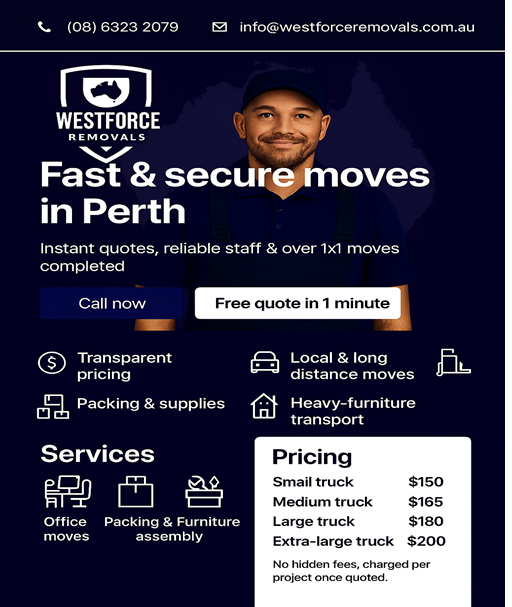 (08) 6323 2079
info@westforceremovals.com.au
WESTFORCE
REMOVALS
Fast & secure moves
in Perth
Instant quotes, reliable staff & over 1x1 moves
completed
Call now
Free quote in 1 minute
Transparent
pricing
Local & long
distance moves
Packing & supplies
Heavy-furniture
transport
Services
Office
moves
Packing & Furniture
assembly
Pricing
Small truck $150
Medium truck $165
Large truck $180
Extra-large truck $200
No hidden fees, charged per
project once quoted.